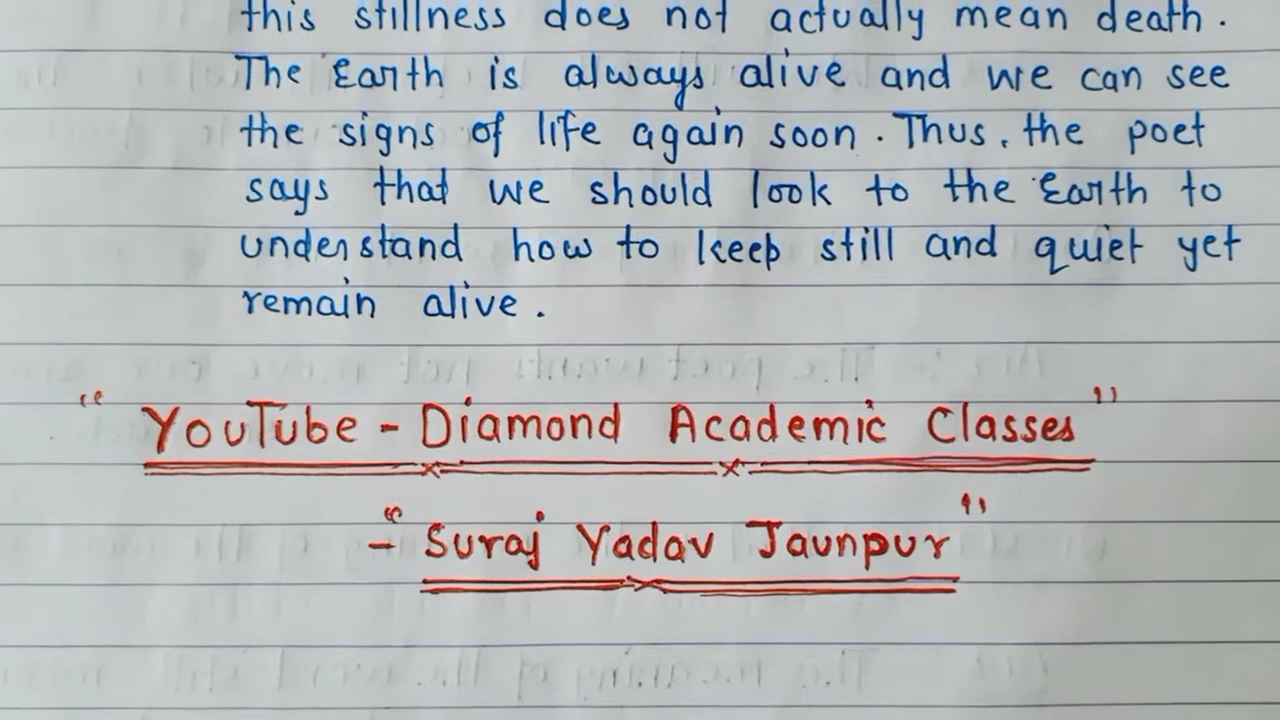 this stillness does not actually mean death.
The Earth is always alive and we can see
the signs of life again soon. Thus, the poet
says that we should look to the Earth to
understand how to keep still and quiet yet
remain alive.
"YouTube - Diamond Academic Classes"
- "Suraj Yadav Jaunpur"